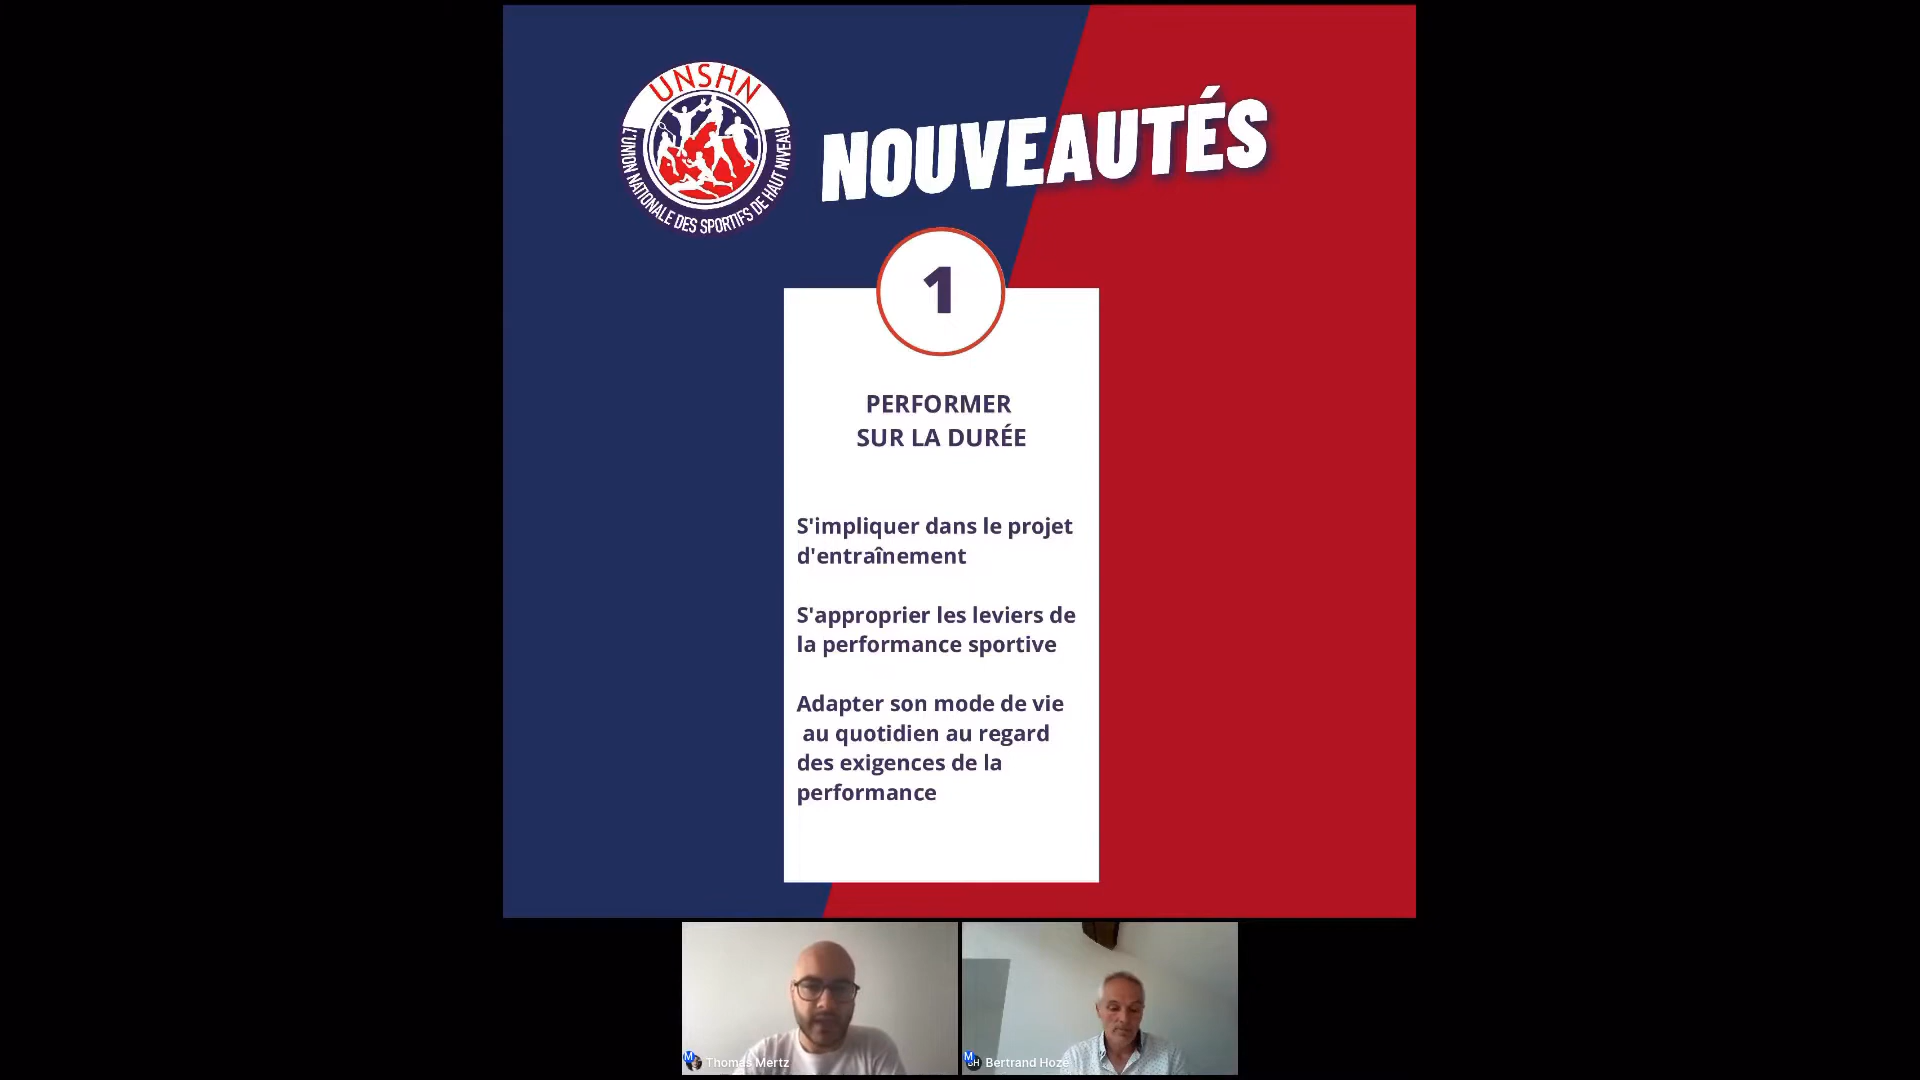 UNSHN
L'UNION NATIONALE DES SPORTIFS DE HAUT NIVEAU
NOUVEAUTÉS
1
PERFORMER
SUR LA DURÉE
S'impliquer dans le projet
d'entraînement
S'approprier les leviers de
la performance sportive
Adapter son mode de vie
au quotidien au regard
des exigences de la
performance
M
Thomas Mertz
M
BH
Bertrand Hozé